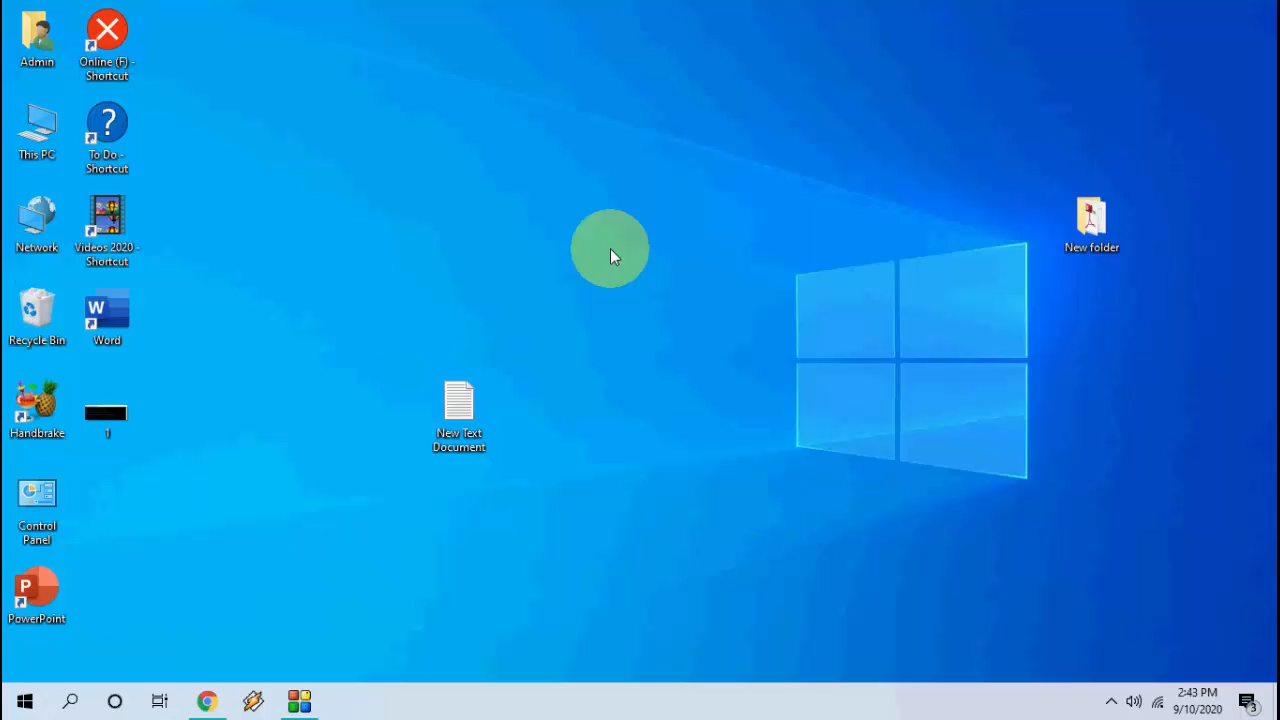 Admin
Online (F) -
Shortcut
This PC
To Do -
Shortcut
Network
Videos 2020 -
Shortcut
Recycle Bin
W
Word
Handbrake
1
Control
Panel
P
PowerPoint
New Text
Document
New folder
2:43 PM
9/10/2020
3